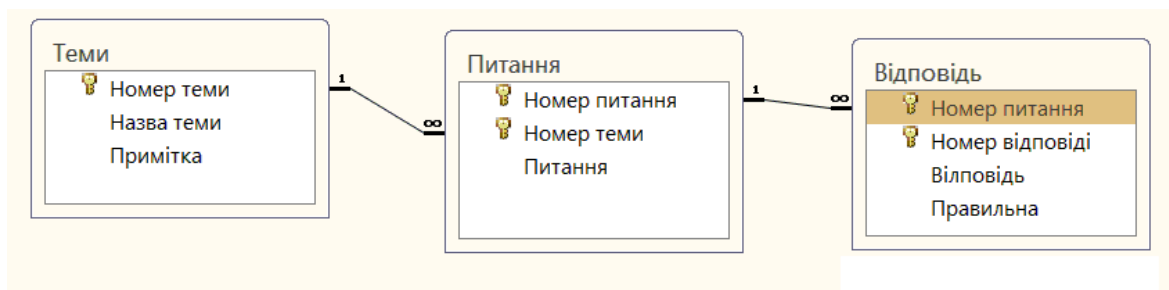 Теми
Номер теми
Назва теми
Примітка
1
∞
Питання
Номер питання
Номер теми
Питання
1
∞
Відповідь
Номер питання
Номер відповіді
Вілповідь
Правильна